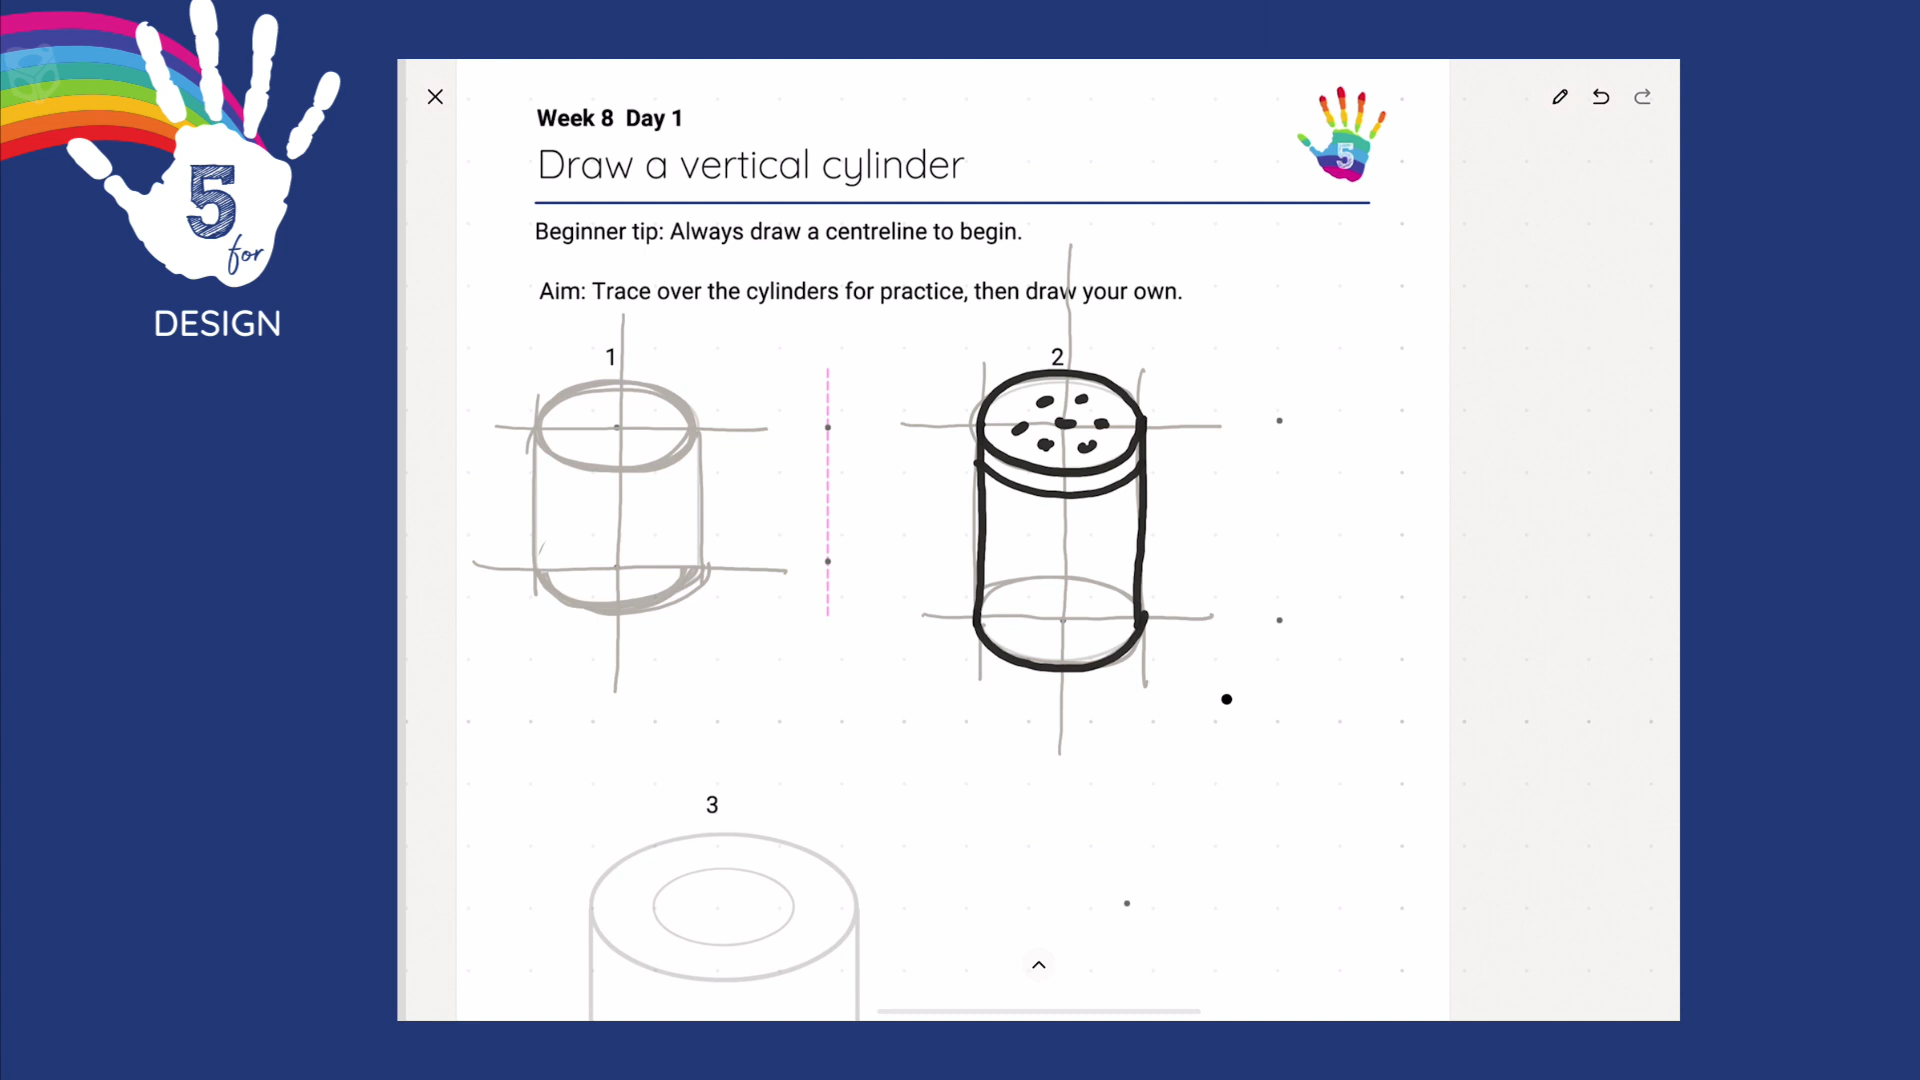 5
for
DESIGN
Week 8 Day 1
Draw a vertical cylinder
5
Beginner tip: Always draw a centreline to begin.
Aim: Trace over the cylinders for practice, then draw your own.
1
2
3